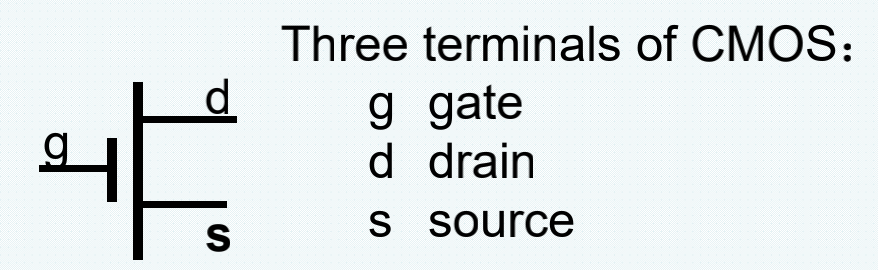 Three terminals of CMOS：
d
g gate
g
d drain
s source
s